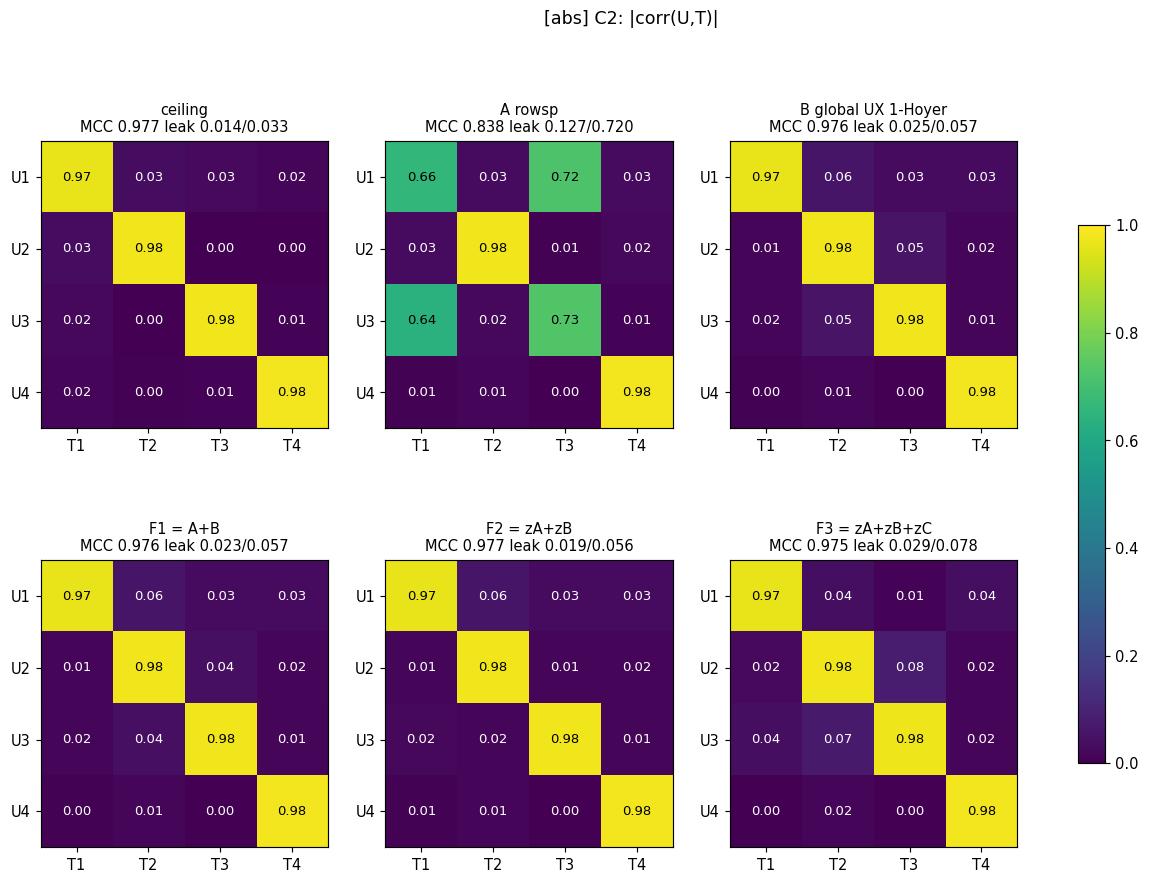 [abs] C2: |corr(U,T)|
ceiling
MCC 0.977 leak 0.014/0.033
U1 0.97 0.03 0.03 0.02
U2 0.03 0.98 0.00 0.00
U3 0.02 0.00 0.98 0.01
U4 0.02 0.00 0.01 0.98
T1 T2 T3 T4
A rowsp
MCC 0.838 leak 0.127/0.720
U1 0.66 0.03 0.72 0.03
U2 0.03 0.98 0.01 0.02
U3 0.64 0.02 0.73 0.01
U4 0.01 0.01 0.00 0.98
T1 T2 T3 T4
B global UX 1-Hoyer
MCC 0.976 leak 0.025/0.057
U1 0.97 0.06 0.03 0.03
U2 0.01 0.98 0.05 0.02
U3 0.02 0.05 0.98 0.01
U4 0.00 0.01 0.00 0.98
T1 T2 T3 T4
F1 = A+B
MCC 0.976 leak 0.023/0.057
U1 0.97 0.06 0.03 0.03
U2 0.01 0.98 0.04 0.02
U3 0.02 0.04 0.98 0.01
U4 0.00 0.01 0.00 0.98
T1 T2 T3 T4
F2 = zA+zB
MCC 0.977 leak 0.019/0.056
U1 0.97 0.06 0.03 0.03
U2 0.01 0.98 0.01 0.02
U3 0.02 0.02 0.98 0.01
U4 0.01 0.01 0.00 0.98
T1 T2 T3 T4
F3 = zA+zB+zC
MCC 0.975 leak 0.029/0.078
U1 0.97 0.04 0.01 0.04
U2 0.02 0.98 0.08 0.02
U3 0.04 0.07 0.98 0.02
U4 0.00 0.02 0.00 0.98
T1 T2 T3 T4
1.0
0.8
0.6
0.4
0.2
0.0